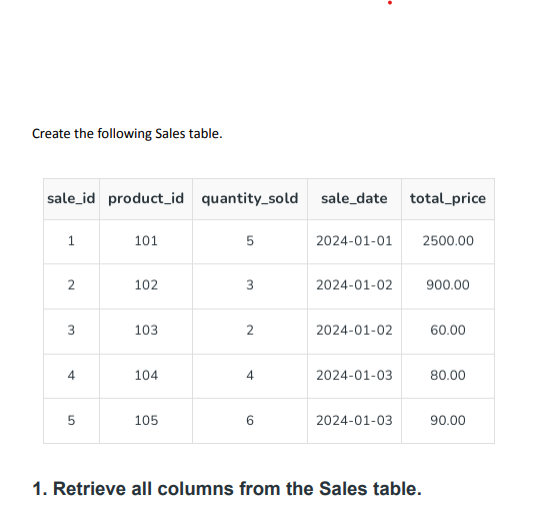 Create the following Sales table.
sale_id product_id quantity_sold sale_date total_price
1 101 5 2024-01-01 2500.00
2 102 3 2024-01-02 900.00
3 103 2 2024-01-02 60.00
4 104 4 2024-01-03 80.00
5 105 6 2024-01-03 90.00
1. Retrieve all columns from the Sales table.